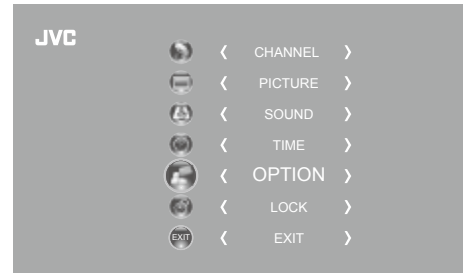 JVC
CHANNEL
PICTURE
SOUND
TIME
OPTION
LOCK
EXIT EXIT